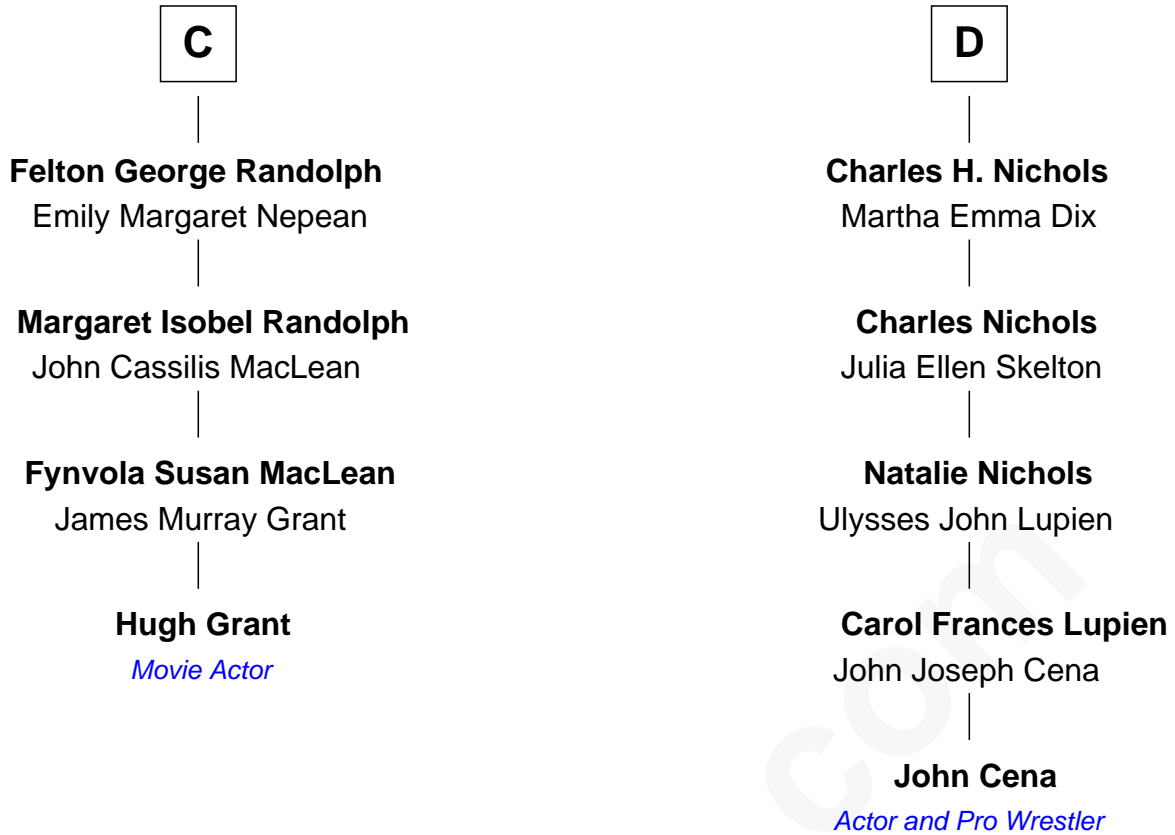 C
Felton George Randolph
Emily Margaret Nepean
Margaret Isobel Randolph
John Cassilis MacLean
Fynvola Susan MacLean
James Murray Grant
Hugh Grant
Movie Actor
D
Charles H. Nichols
Martha Emma Dix
Charles Nichols
Julia Ellen Skelton
Natalie Nichols
Ulysses John Lupien
Carol Frances Lupien
John Joseph Cena
John Cena
Actor and Pro Wrestler
com